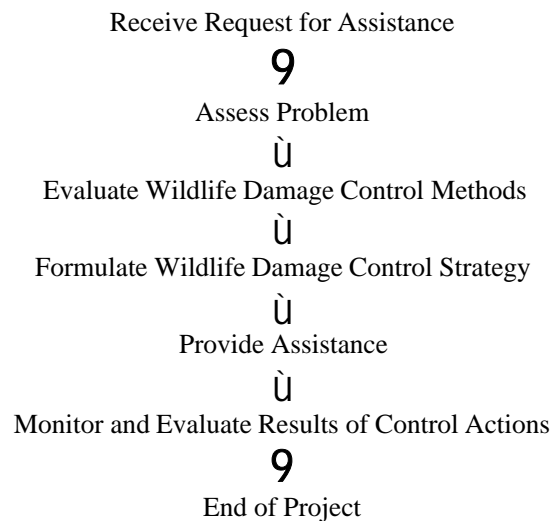 Receive Request for Assistance
9
Assess Problem
Ù
Evaluate Wildlife Damage Control Methods
Ù
Formulate Wildlife Damage Control Strategy
Ù
Provide Assistance
Ù
Monitor and Evaluate Results of Control Actions
9
End of Project